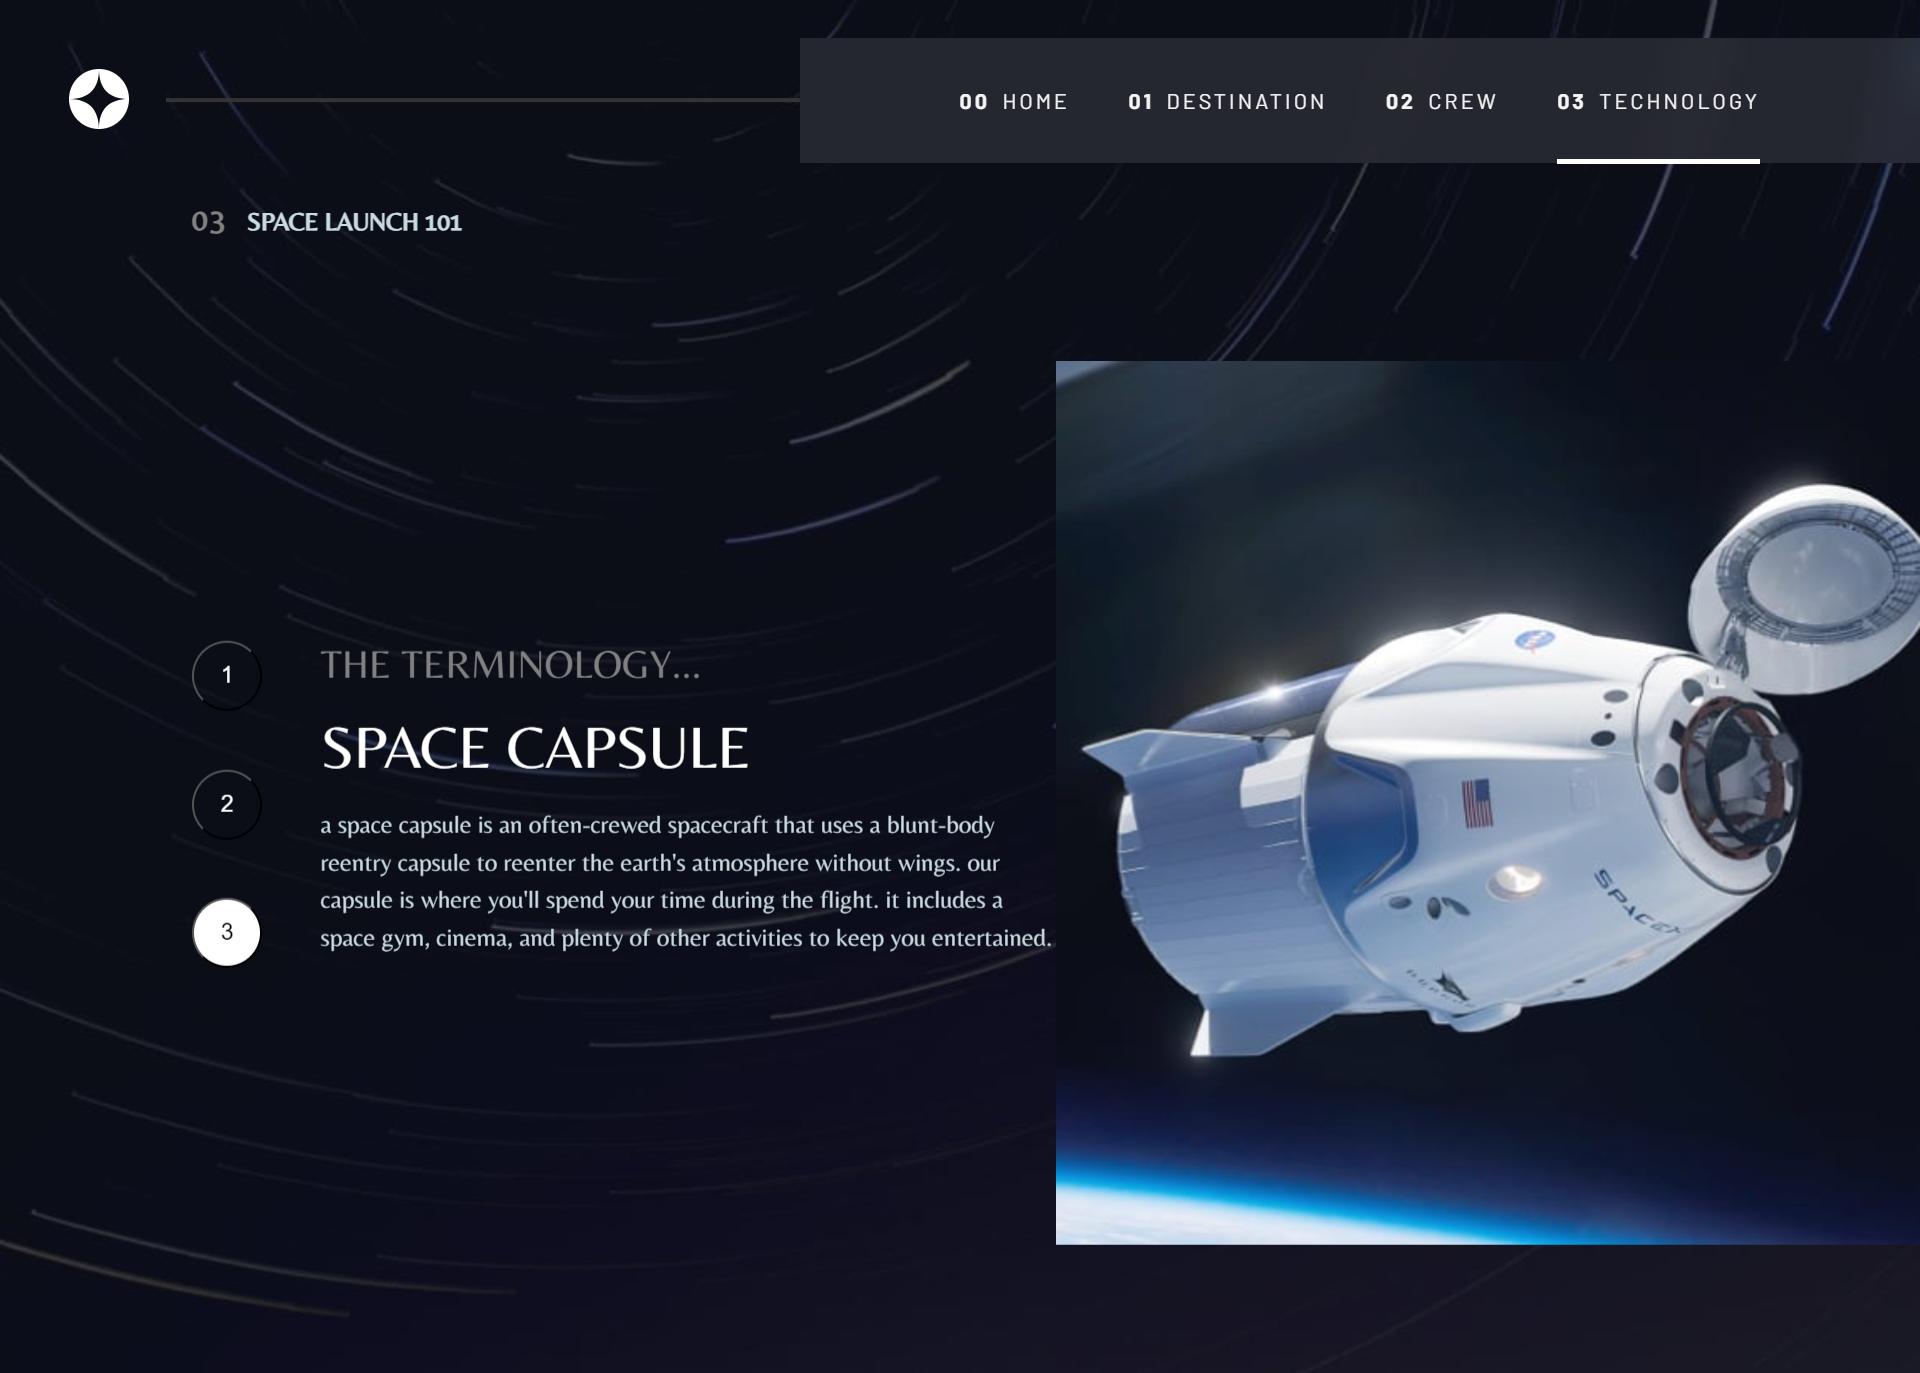 00 HOME
01 DESTINATION
02 CREW
03 TECHNOLOGY
03 SPACE LAUNCH 101
1
2
3
THE TERMINOLOGY...
SPACE CAPSULE
a space capsule is an often-crewed spacecraft that uses a blunt-body
reentry capsule to reenter the earth's atmosphere without wings. our
capsule is where you'll spend your time during the flight. it includes a
space gym, cinema, and plenty of other activities to keep you entertained.
SPACEX